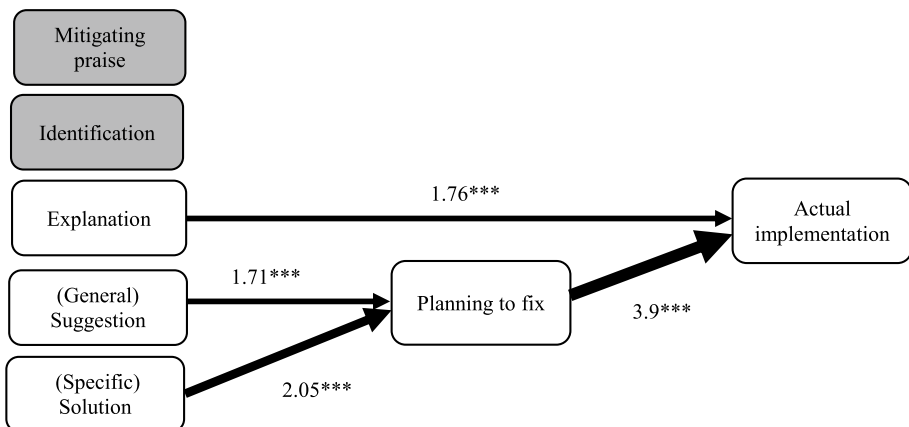 Mitigating
praise
Identification
Explanation
1.76***
Actual
implementation
(General)
Suggestion
1.71***
Planning to fix
3.9***
(Specific)
Solution
2.05***